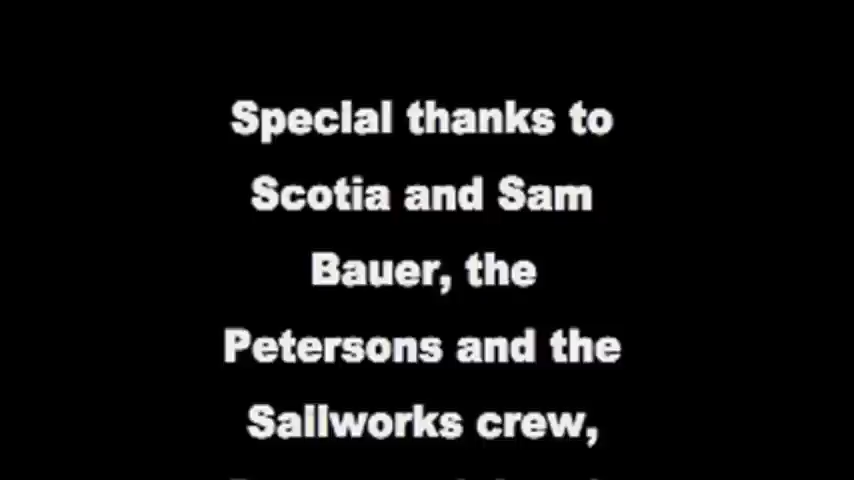 Special thanks to
Scotia and Sam
Bauer, the
Petersons and the
Sailworks crew,